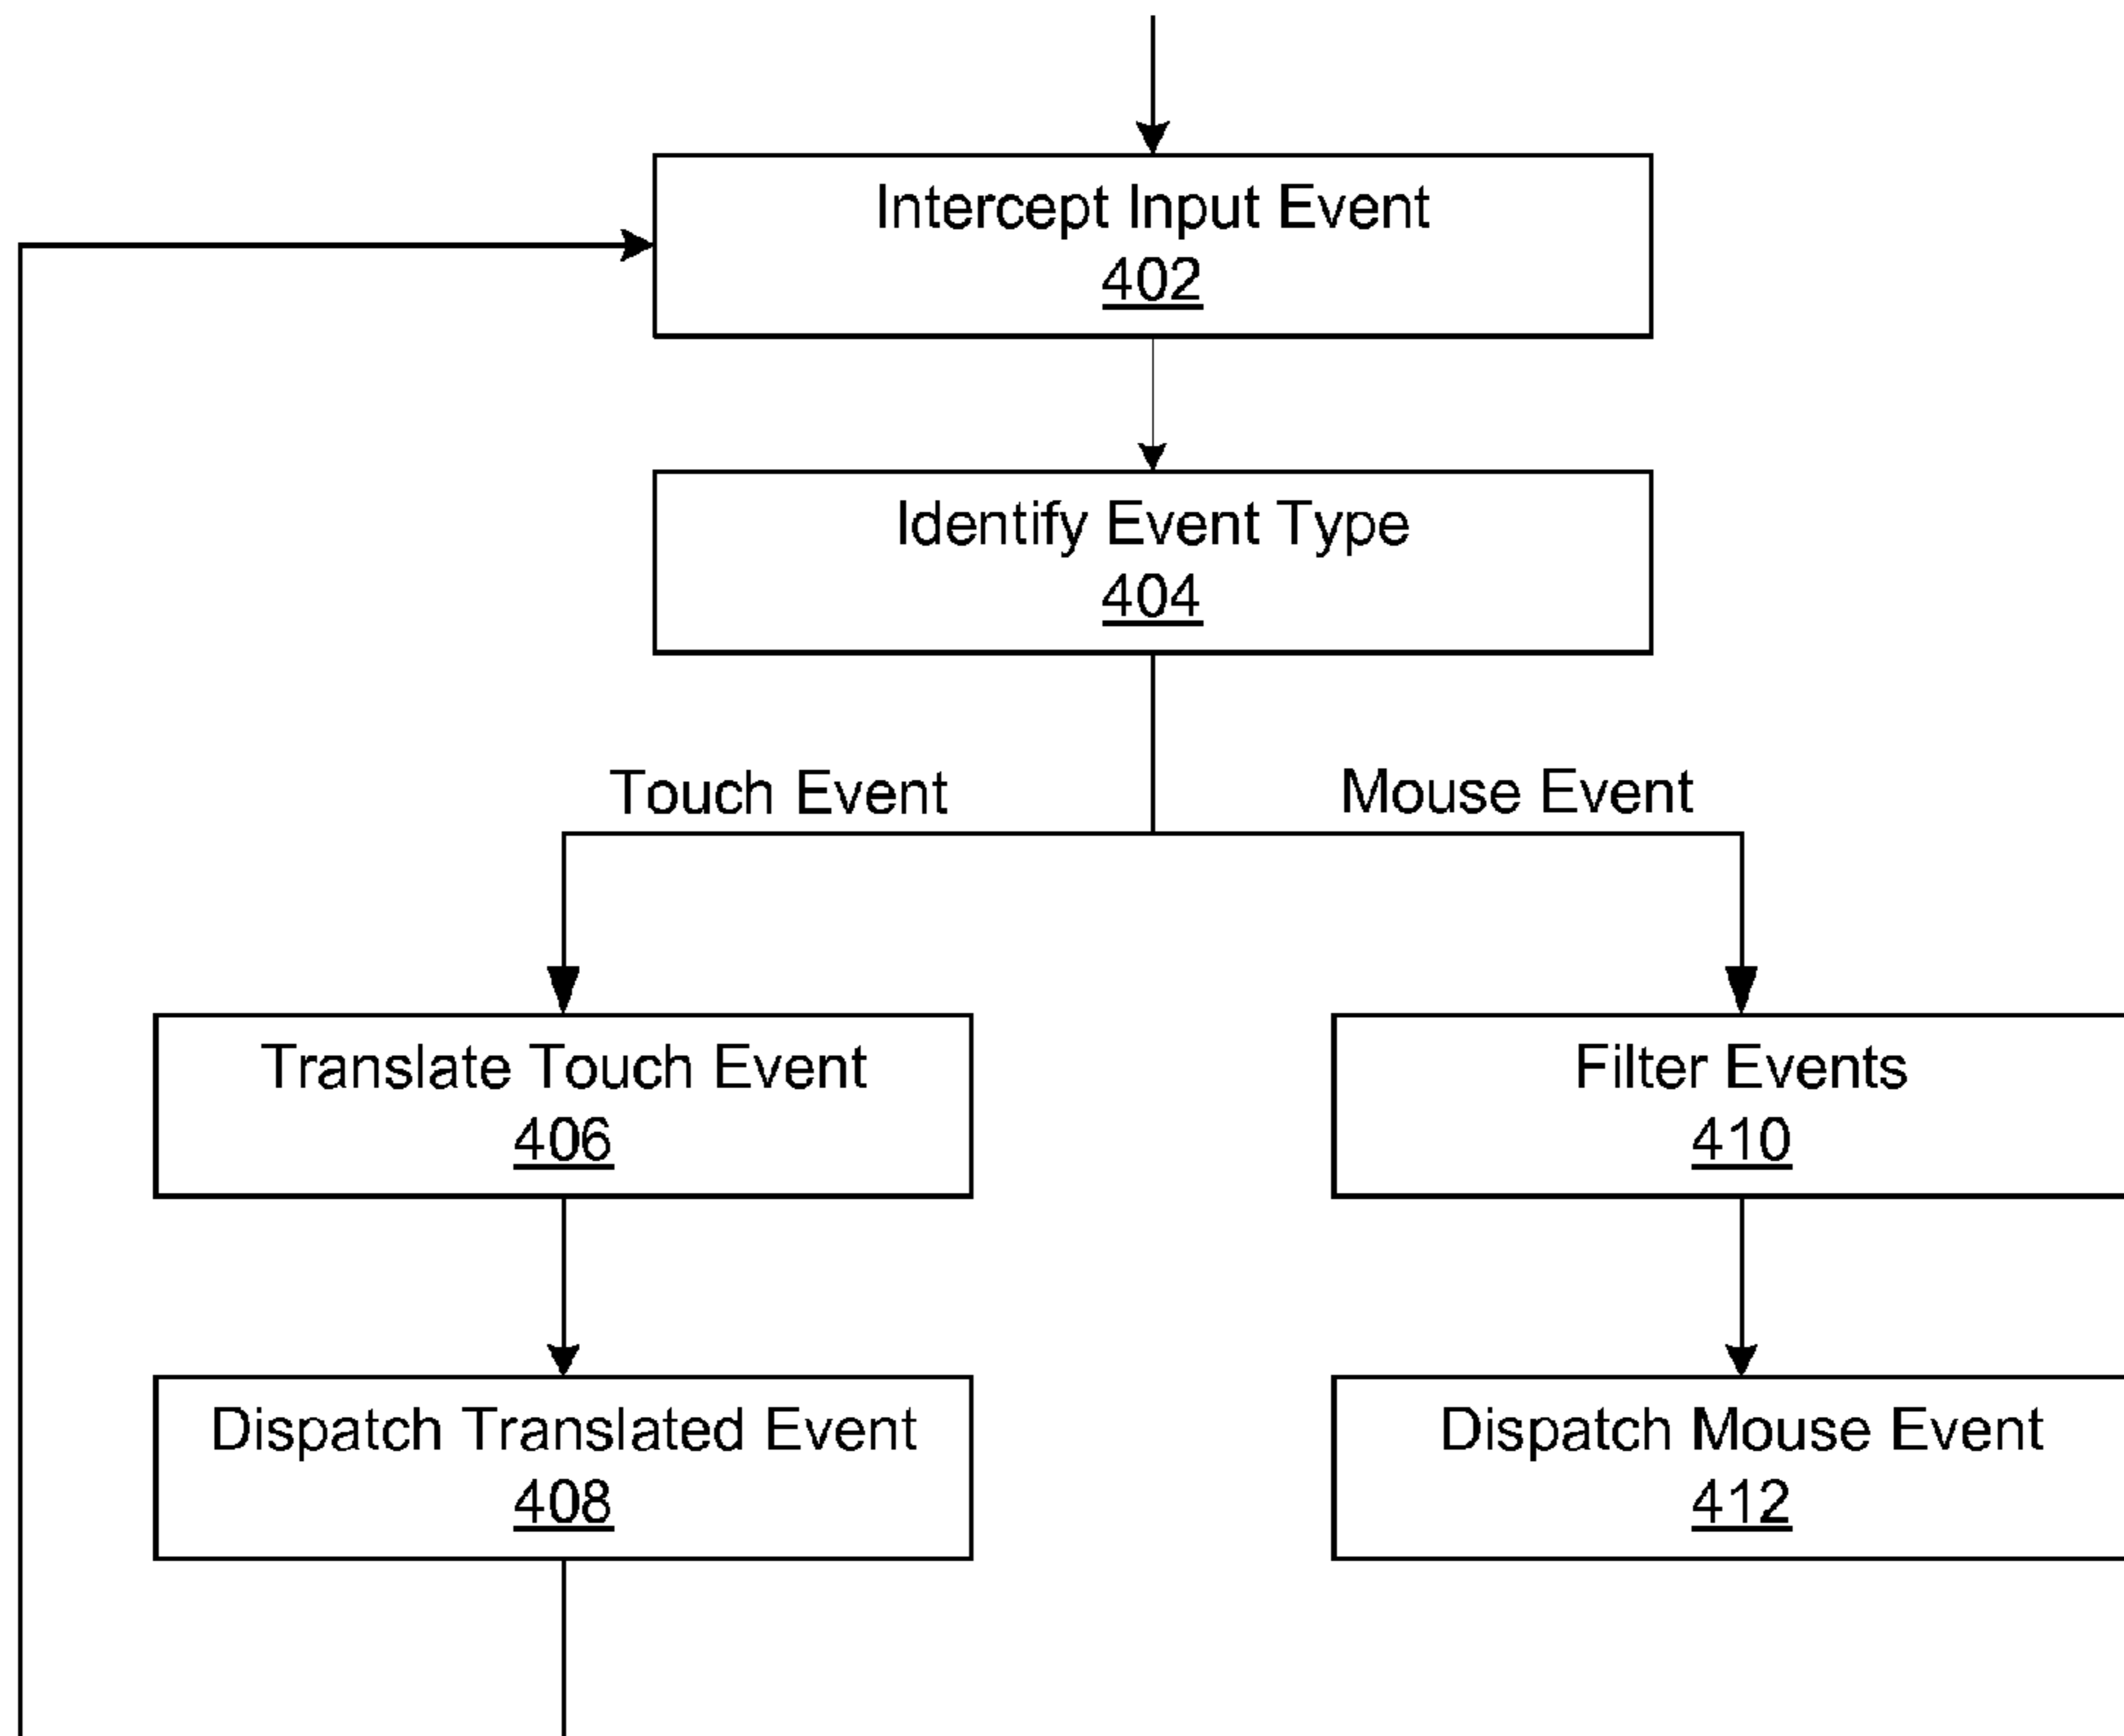 Intercept Input Event
402
Identify Event Type
404
Touch Event
Mouse Event
Translate Touch Event
406
Filter Events
410
Dispatch Translated Event
408
Dispatch Mouse Event
412